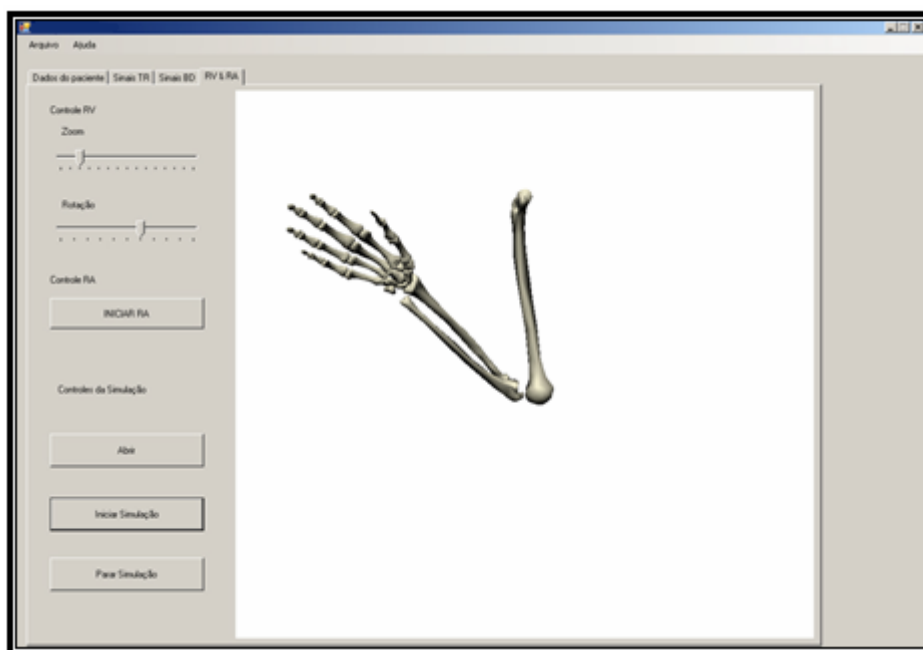 Arquivo Ajuda
Dados do paciente Sinais TR Sinais BD RV & RA
Controle RV
Zoom
Rotação
Controle RA
INICIAR RA
Controles da Simulação
Abrir
Iniciar Simulação
Parar Simulação